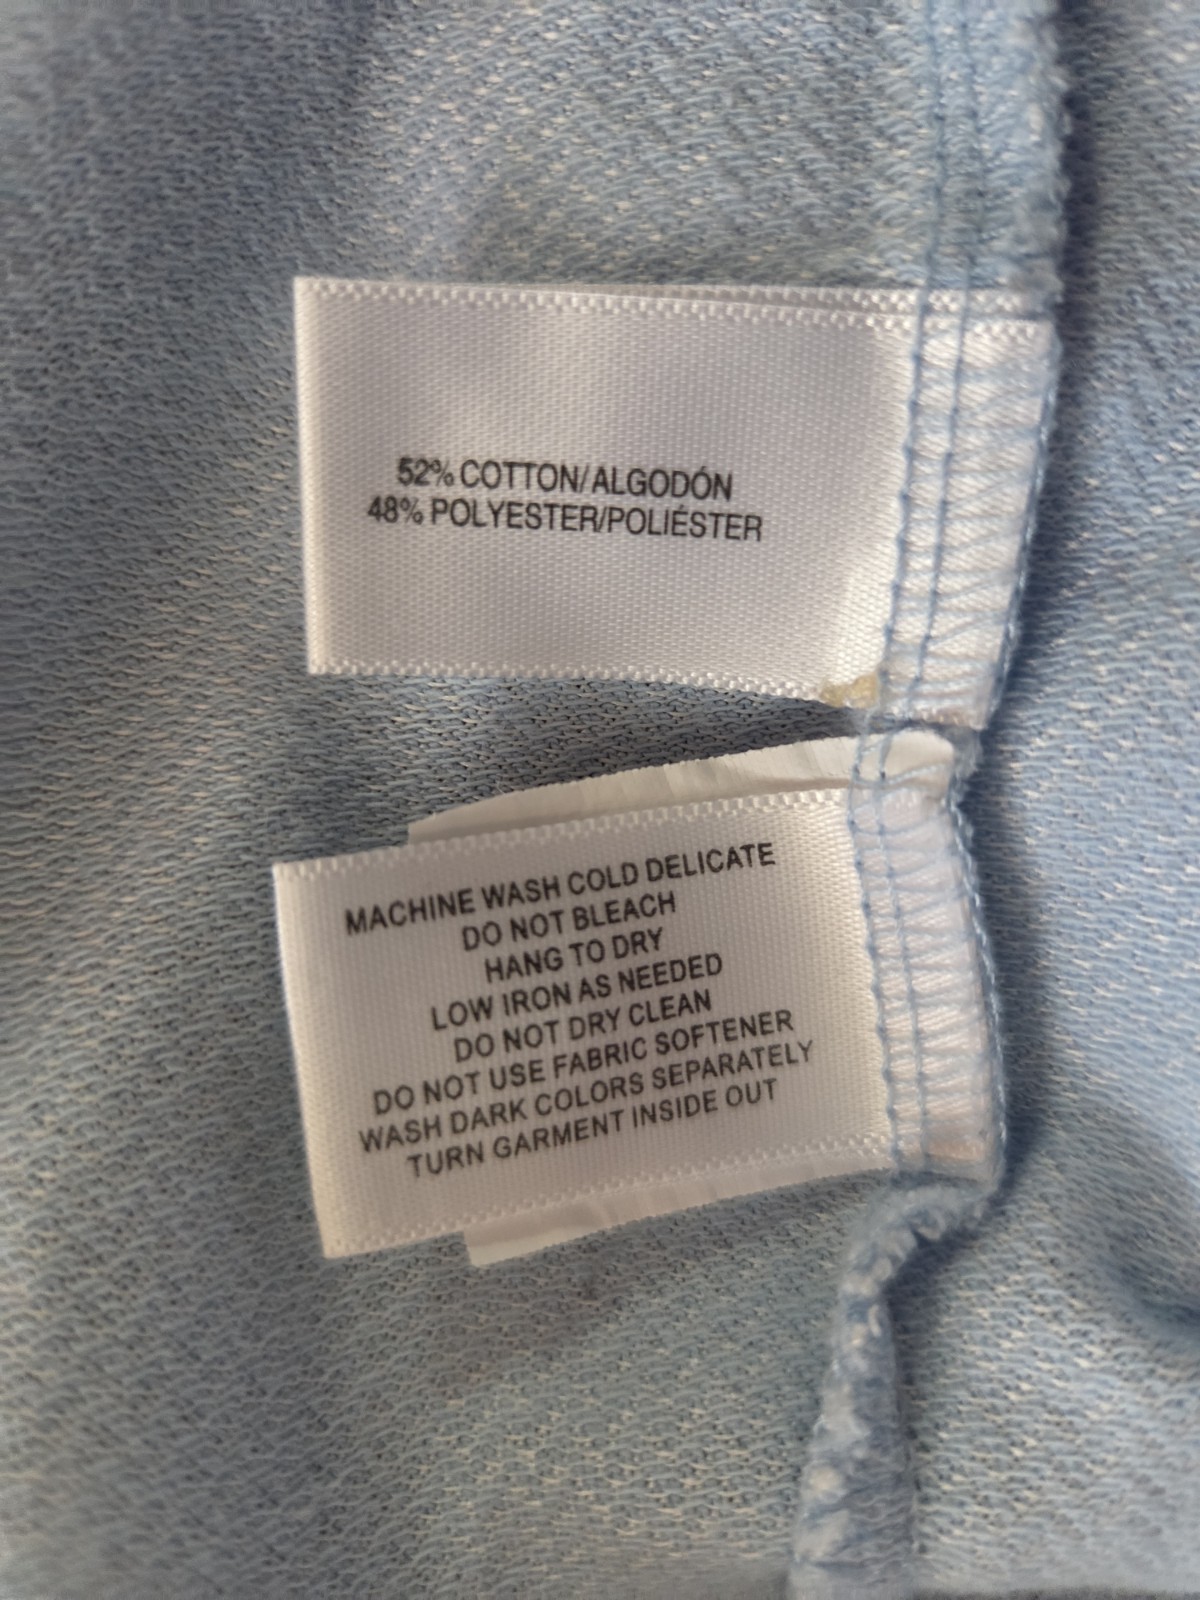 52% COTTON/ALGODÓN
48% POLYESTER/POLIÉSTER
MACHINE WASH COLD DELICATE
DO NOT BLEACH
HANG TO DRY
LOW IRON AS NEEDED
DO NOT DRY CLEAN
DO NOT USE FABRIC SOFTENER
WASH DARK COLORS SEPARATELY
TURN GARMENT INSIDE OUT